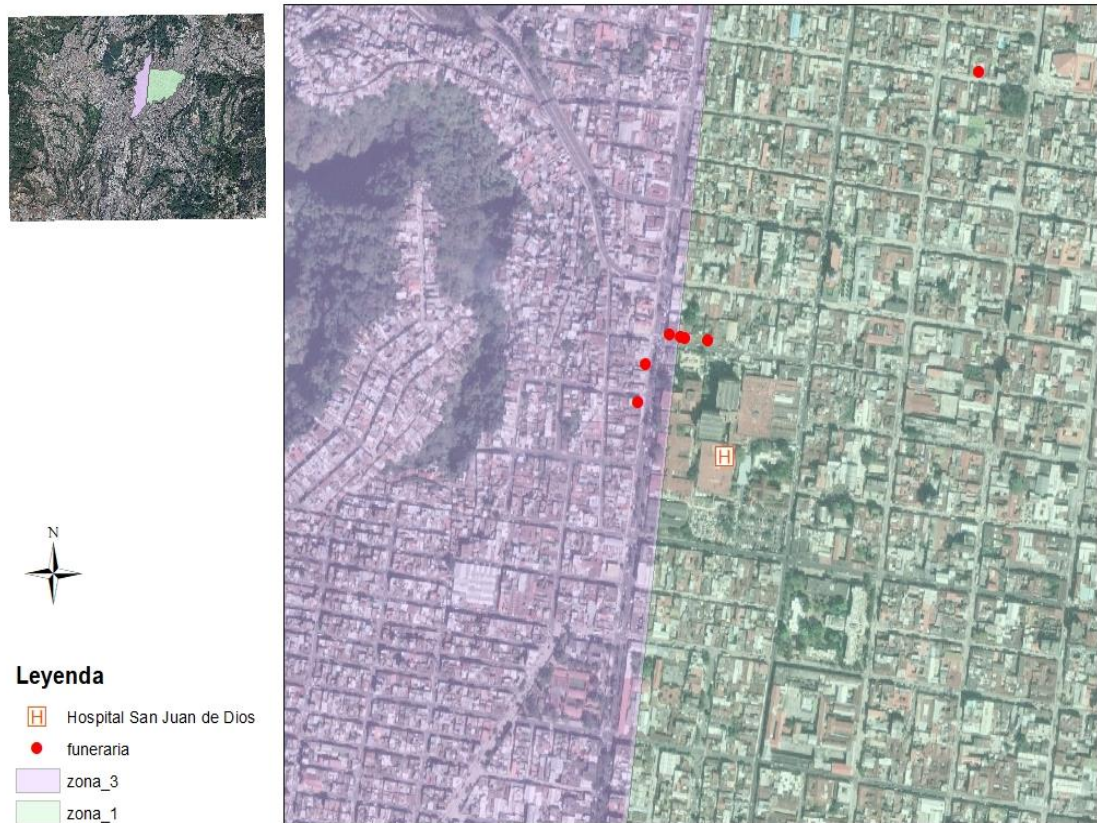 N
Leyenda
H Hospital San Juan de Dios
funeraria
zona_3
zona_1
H